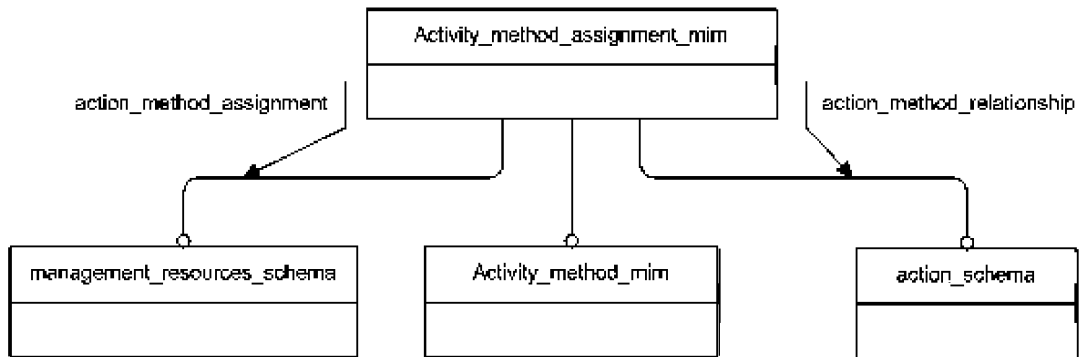 Activity_method_assignment_mim
action_method_assignment
action_method_relationship
management_resources_schema
Activity_method_mim
action_schema